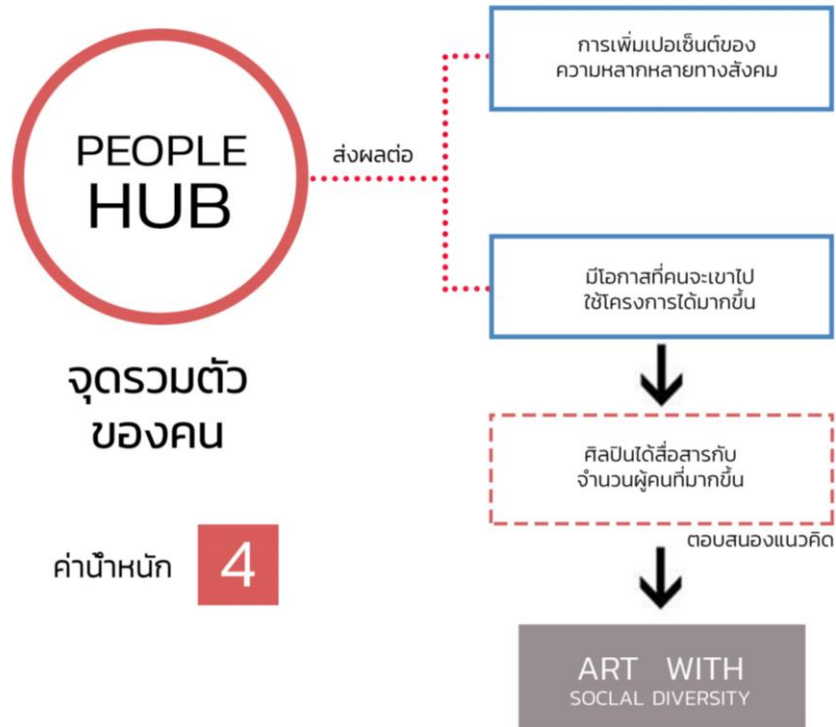 PEOPLE
HUB
ส่งผลต่อ
การเพิ่มเปอเซ็นต์ของ
ความหลากหลายทางสังคม
มีโอกาสที่คนจะเขาไป
ใช้โครงการได้มากขึ้น
จุดรวมตัว
ของคน
ค่าน้ำหนัก
4
ศิลปินได้สื่อสารกับ
จำนวนผู้คนที่มากขึ้น
ตอบสนองแนวคิด
ART WITH
SOCLAL DIVERSITY